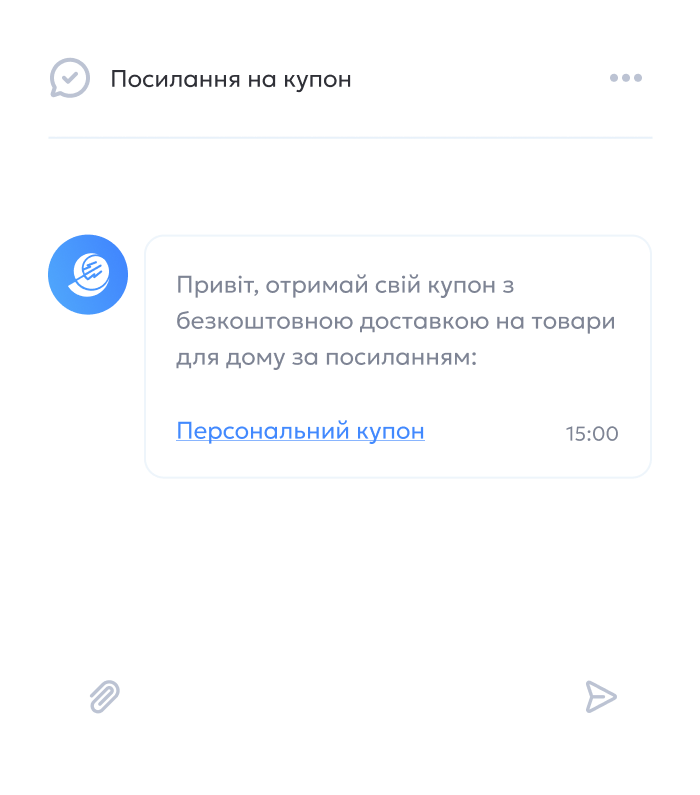 Посилання на купон
Привіт, отримай свій купон з
безкоштовною доставкою на товари
для дому за посиланням:
Персональний купон
15:00